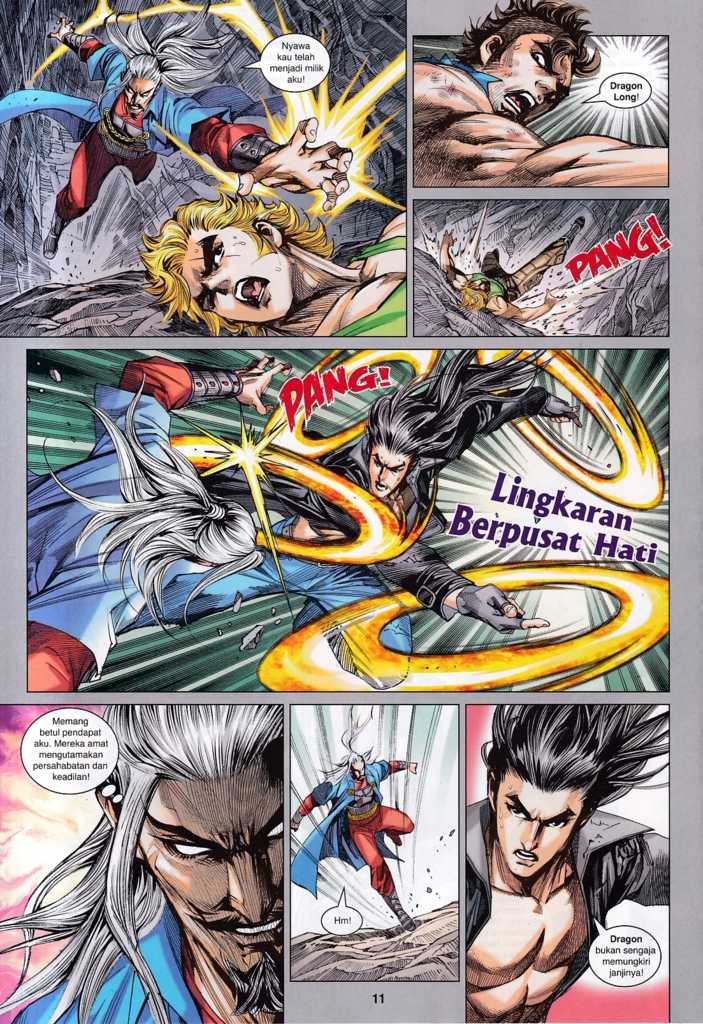 Nyawa
kau telah
menjadi milik
aku!
Dragon
Long!
PANG!
PANG!
Lingkaran
Berpusat Hati
Memang
betul pendapat
aku. Mereka amat
mengutamakan
persahabatan dan
keadilan!
Hm!
Dragon
bukan sengaja
memungkiri
janjinya!
11